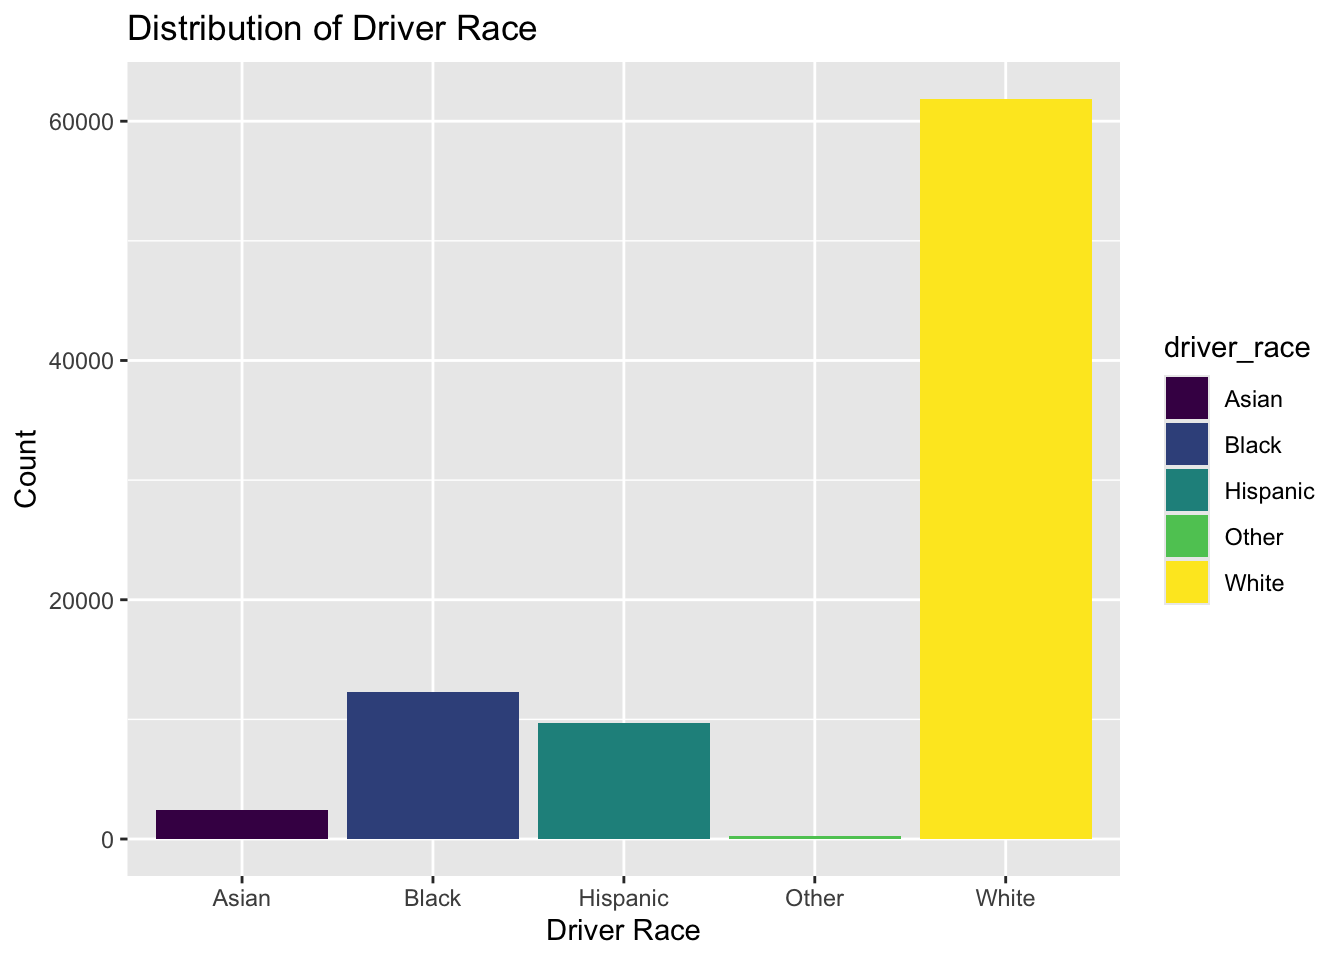 Distribution of Driver Race
60000
40000
20000
0
Count
Asian
Black
Hispanic
Other
White
Driver Race
driver_race
Asian
Black
Hispanic
Other
White